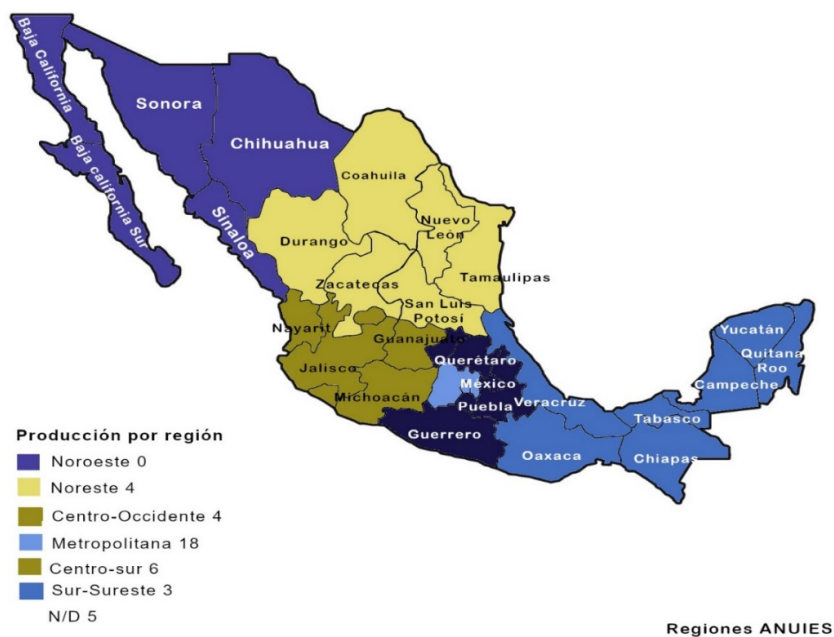 Baja California
Sonora
Chihuahua
Baja california Sur
Sinaloa
Coahuila
Nuevo
León
Durango
Zacatecas
Tamaulipas
San Luis
Potosí
Nayarit
Guanajuato
Jalisco
Michoacán
Querétaro
México
Puebla
Guerrero
Veracruz
Oaxaca
Tabasco
Chiapas
Yucatán
Quitana
Roo
Campeche
Producción por región
Noroeste 0
Noreste 4
Centro-Occidente 4
Metropolitana 18
Centro-sur 6
Sur-Sureste 3
N/D 5
Regiones ANUIES